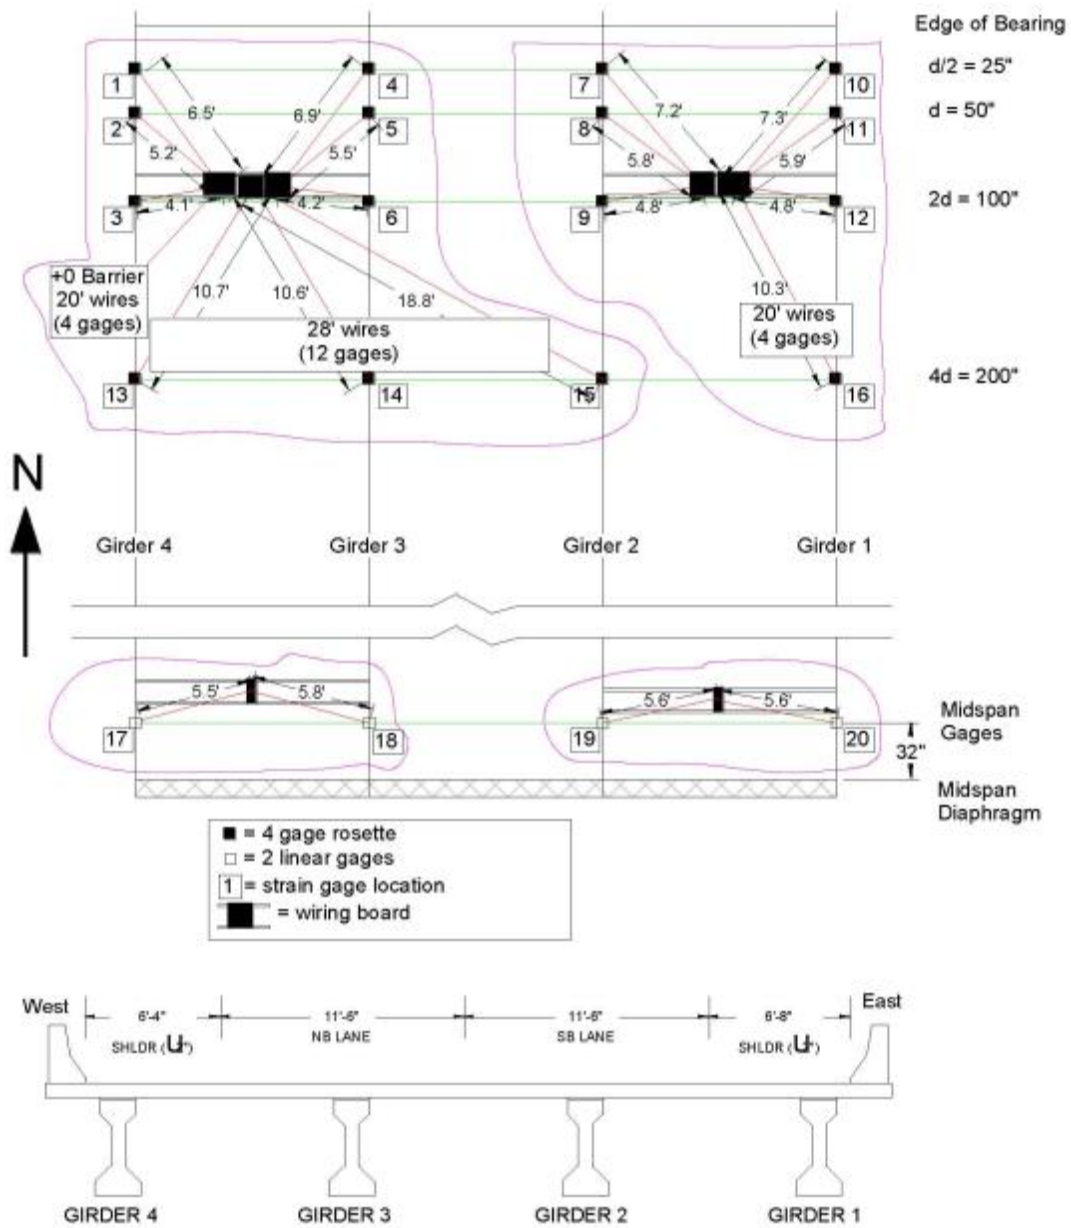 Edge of Bearing
1
4
7
10
d/2 = 25"
6.5'
6.9'
7.2'
7.3'
2
5
8
11
d = 50"
5.2'
5.5'
5.8'
5.9'
3
4.1'
4.2'
6
9
4.8'
4.8'
12
2d = 100"
+0 Barrier
20' wires
(4 gages)
10.7'
10.6'
18.8'
10.3'
28' wires
(12 gages)
20' wires
(4 gages)
13
14
15
16
4d = 200"
N
Girder 4
Girder 3
Girder 2
Girder 1
5.5'
5.8'
5.6'
5.6'
17
18
19
20
Midspan
Gages
32"
Midspan
Diaphragm
= 4 gage rosette
= 2 linear gages
1 = strain gage location
= wiring board
West
East
6'-4"
11'-6"
11'-6"
6'-8"
SHLDR (
NB LANE
SB LANE
SHLDR (
GIRDER 4
GIRDER 3
GIRDER 2
GIRDER 1